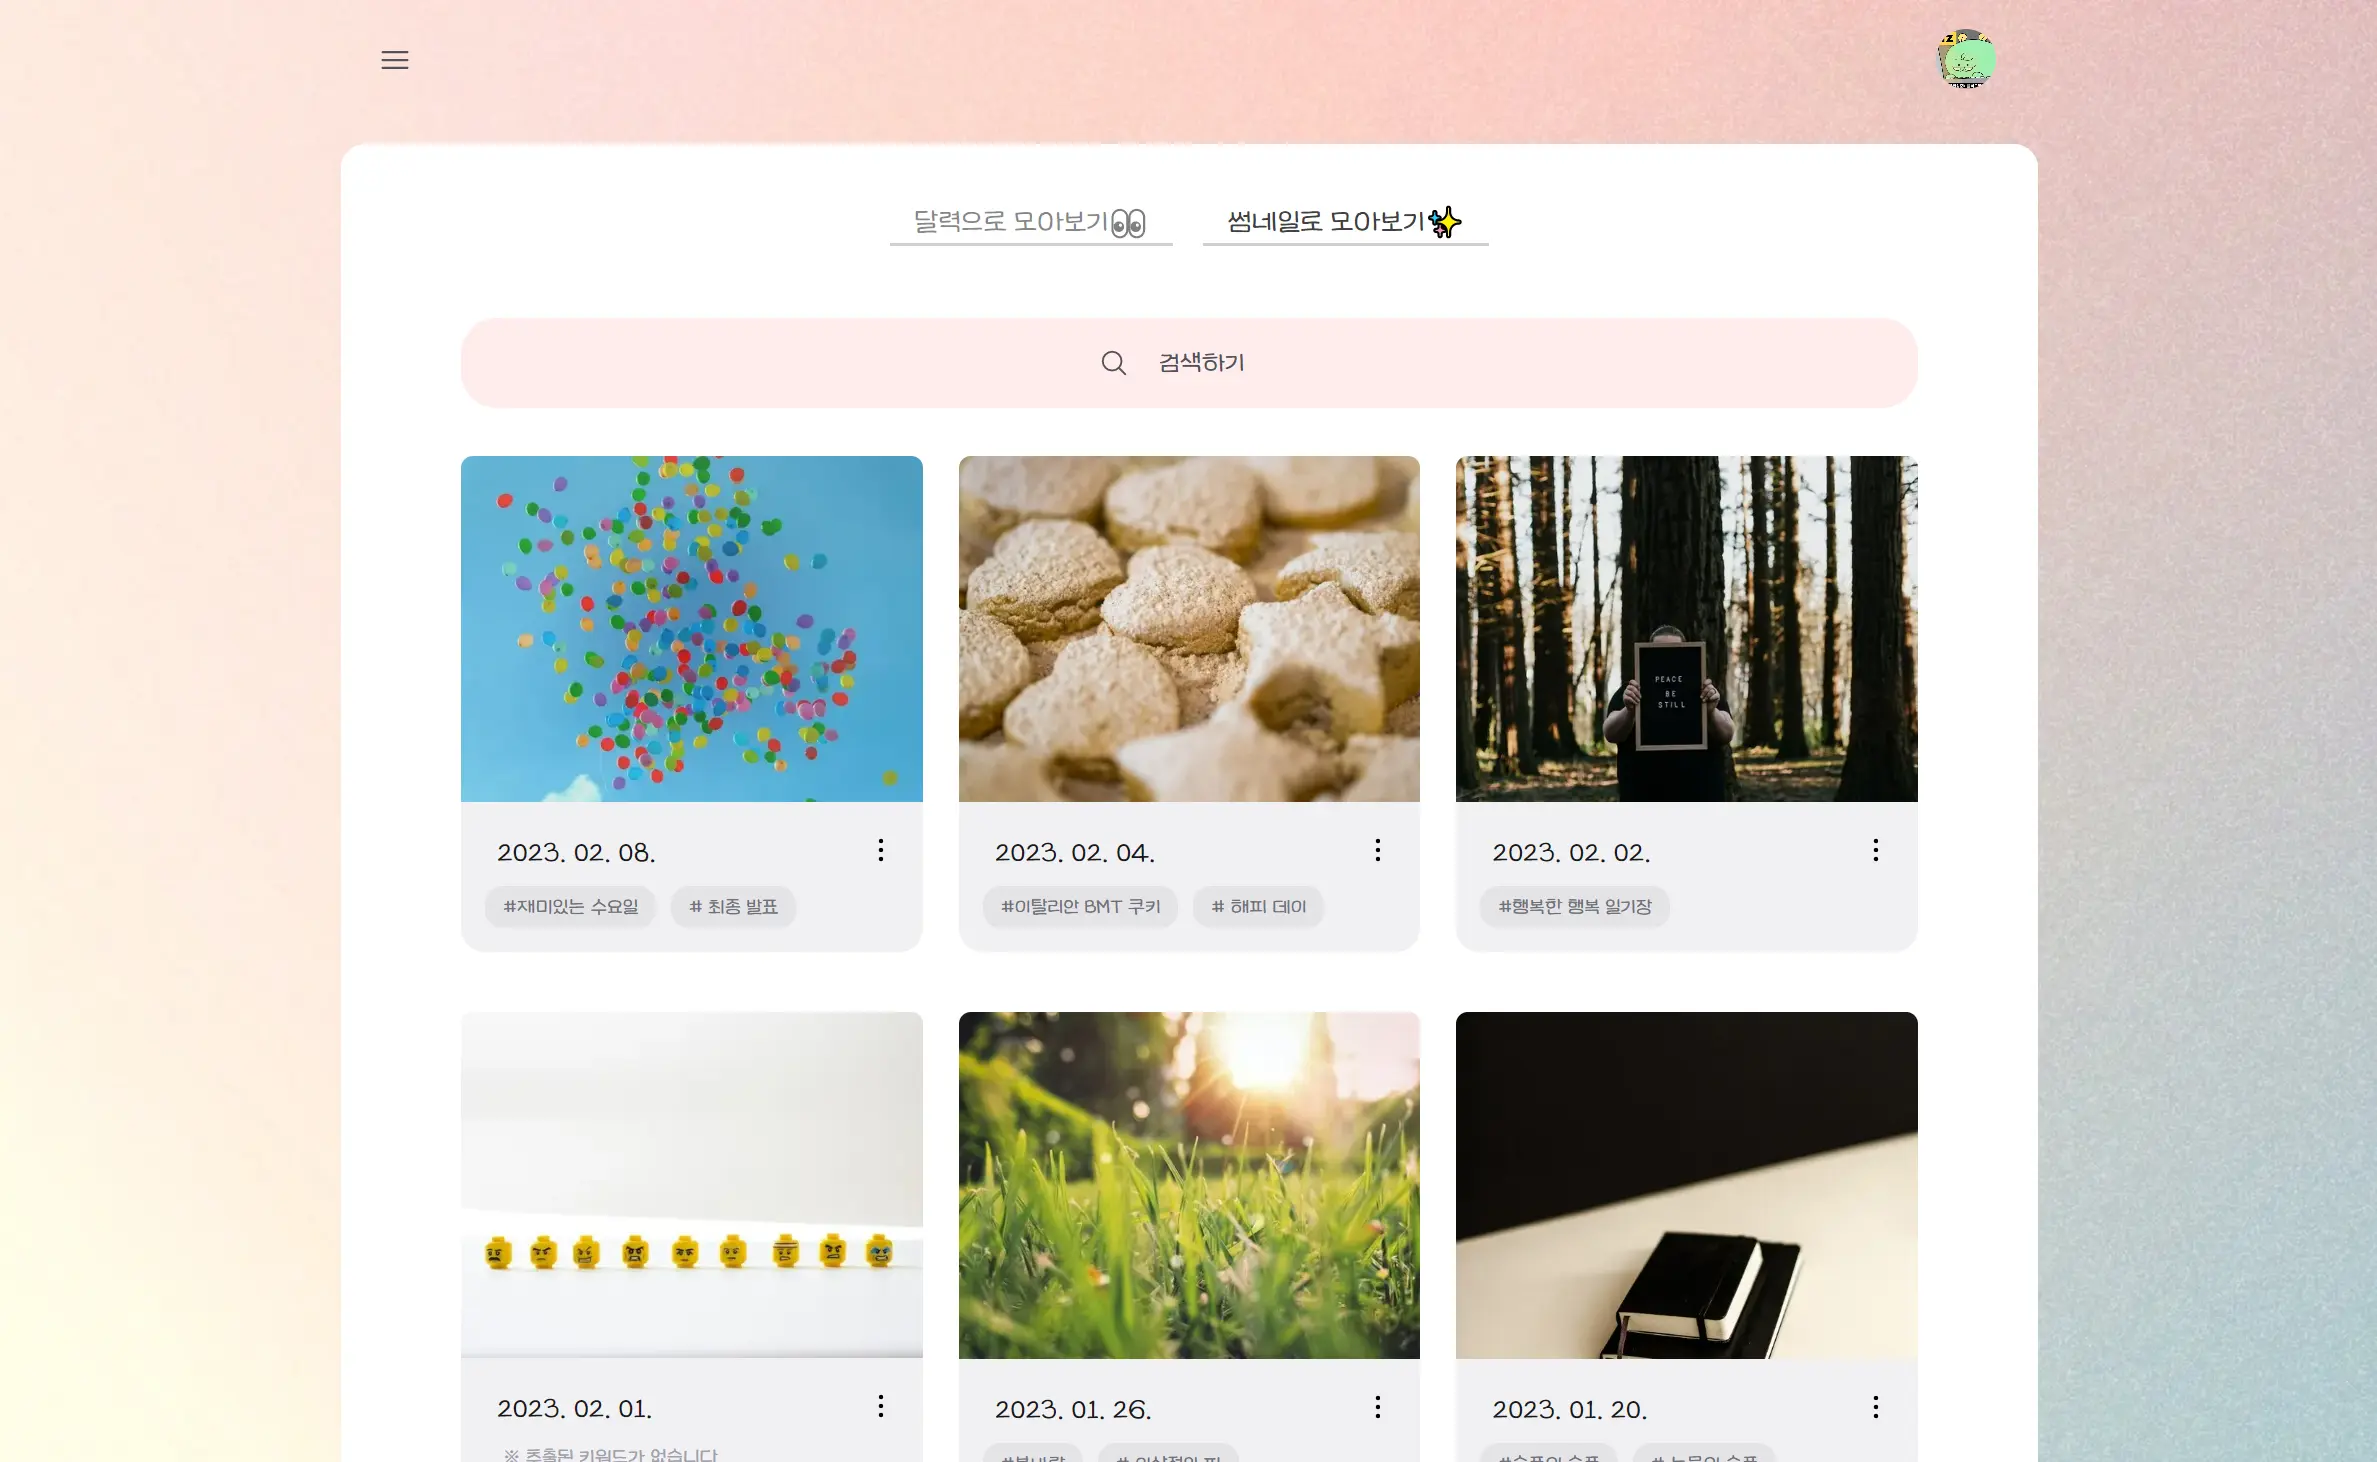 달력으로 모아보기👀 썸네일로 모아보기✨
검색하기
PEACE
BE
STILL
2023. 02. 08.
#재미있는 수요일 # 최종 발표
2023. 02. 04.
#이탈리안 BMT 쿠키 # 해피 데이
2023. 02. 02.
#행복한 행복 일기장
2023. 02. 01.
※ 추출된 키워드가 없습니다
2023. 01. 26.
2023. 01. 20.